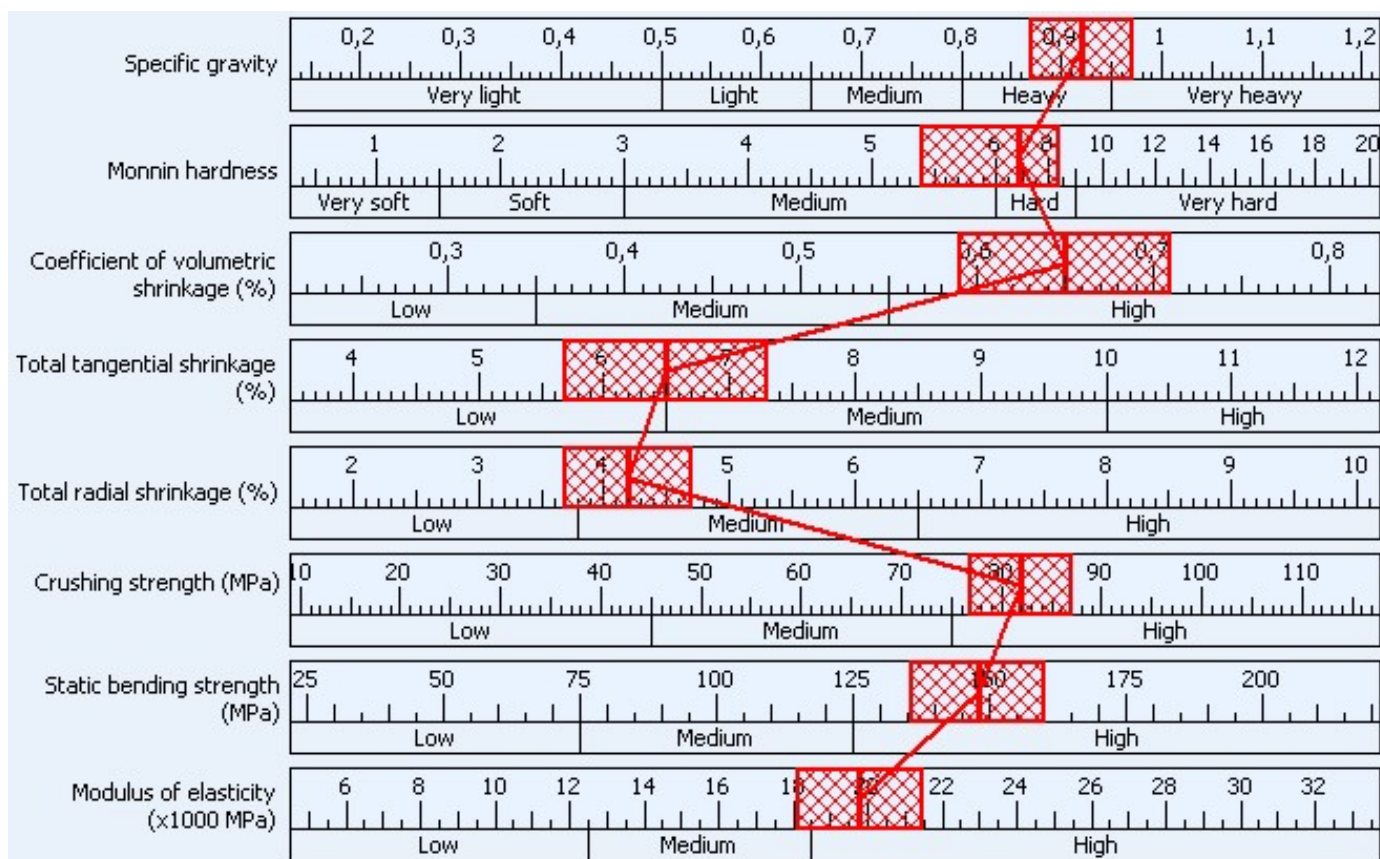 0,2 0,3 0,4 0,5 0,6 0,7 0,8 0,9 1 1,1 1,2
Specific gravity
Very light Light Medium Heavy Very heavy
1 2 3 4 5 6 8 10 12 14 16 18 20
Monnin hardness
Very soft Soft Medium Hard Very hard
0,3 0,4 0,5 0,6 0,7 0,8
Coefficient of volumetric
shrinkage (%)
Low Medium High
4 5 6 7 8 9 10 11 12
Total tangential shrinkage
(%)
Low Medium High
2 3 4 5 6 7 8 9 10
Total radial shrinkage (%)
Low Medium High
10 20 30 40 50 60 70 80 90 100 110
Crushing strength (MPa)
Low Medium High
25 50 75 100 125 150 175 200
Static bending strength
(MPa)
Low Medium High
6 8 10 12 14 16 18 20 22 24 26 28 30 32
Modulus of elasticity
(x1000 MPa)
Low Medium High